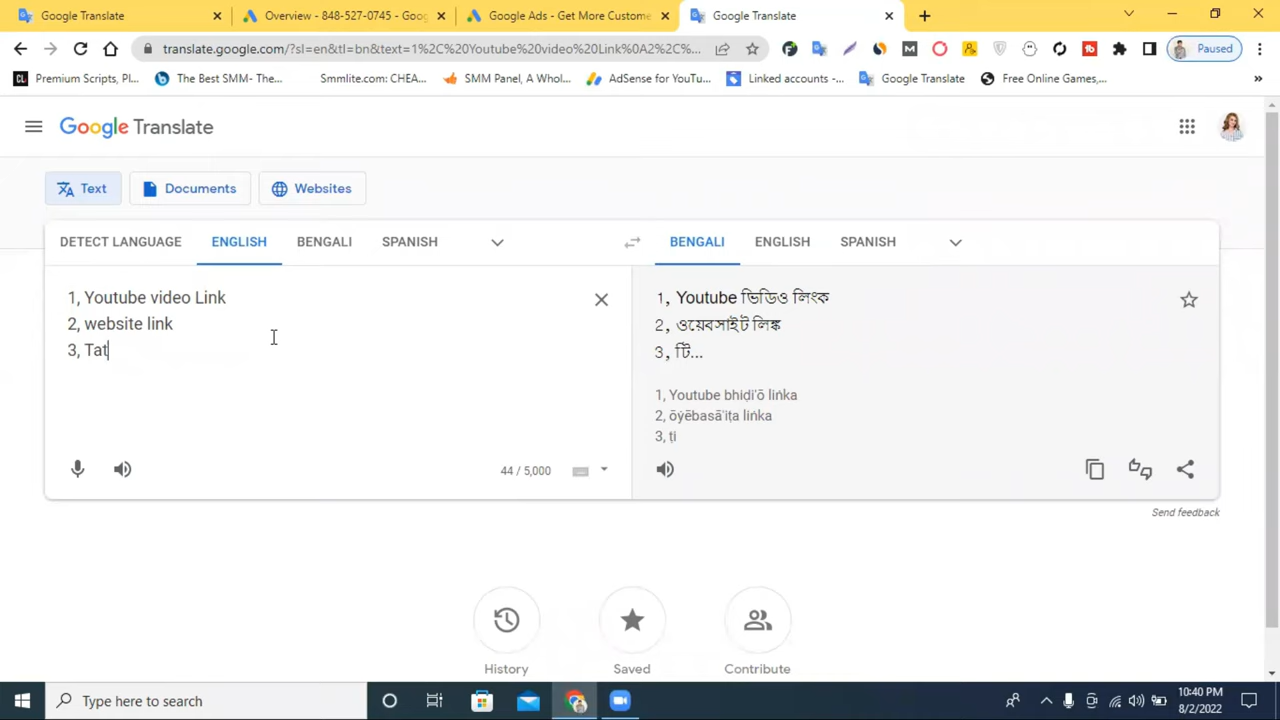 Google Translate
Overview - 848-527-0745 - Goog
Google Ads - Get More Custome
Google Translate
translate.google.com/?sl=en&tl=bn&text=1%2C%20Youtube%20video%20Link%0A2%2C%...
Paused
Premium Scripts, Pl...
The Best SMM- The...
Smmlite.com: CHEA...
SMM Panel, A Whol...
AdSense for YouTu...
Linked accounts -...
Google Translate
Free Online Games,...
Google Translate
Text
Documents
Websites
DETECT LANGUAGE
ENGLISH
BENGALI
SPANISH
BENGALI
ENGLISH
SPANISH
1, Youtube video Link
2, website link
3, Tat
44 / 5,000
1, Youtube ভিডিও লিংক
2, ওয়েবসাইট লিঙ্ক
3, টি...
1, Youtube bhiḍi'ō liṅka
2, ōẏēbasā'iṭa liṅka
3, ṭi
Send feedback
History
Saved
Contribute
Type here to search
10:40 PM
8/2/2022